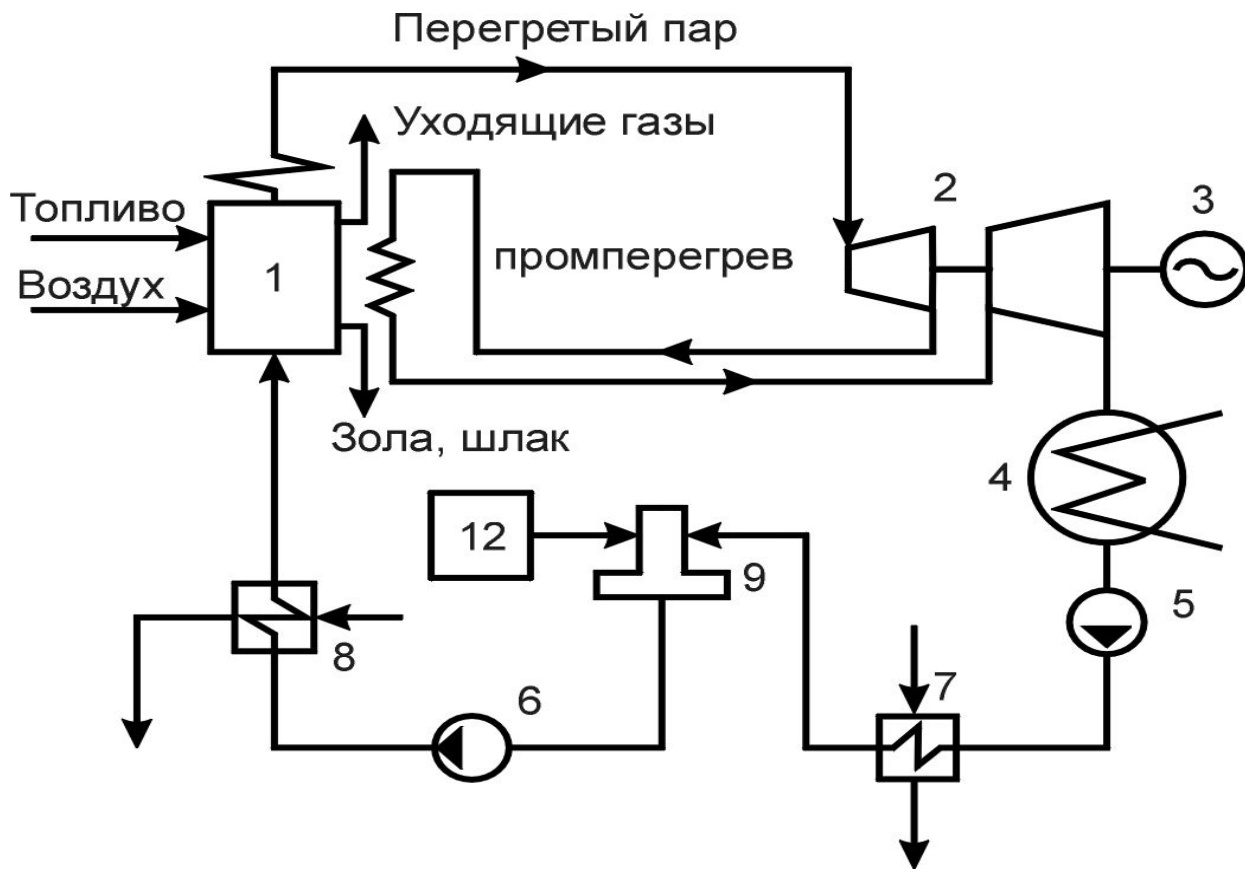 Перегретый пар
Уходящие газы
2
3
Топливо
промперегрев
1
Воздух
Зола, шлак
4
12
9
5
8
7
6